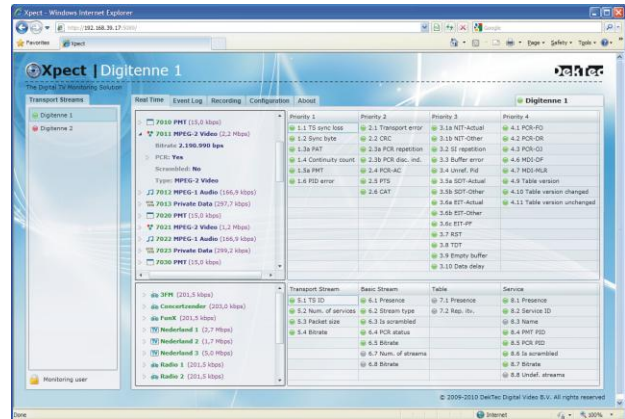 Xpect - Windows Internet Explorer
http://192.168.39.17
Google
Favorites
Xpect
Page
Safety
Tools
Xpect | Digitenne 1
The Digital TV Monitoring Solution
DekTec
Transport Streams
Digitenne 1
Digitenne 2
Monitoring user
Real Time
Event Log
Recording
Configuration
About
Digitenne 1
7010 PMT (15,0 kbps)
7011 MPEG-2 Video (2,2 Mbps)
Bitrate 2.190.990 bps
PCR: Yes
Scrambled: No
Type: MPEG-2 Video
7012 MPEG-1 Audio (166,9 kbps)
7013 Private Data (297,7 kbps)
7020 PMT (15,0 kbps)
7021 MPEG-2 Video (1,2 Mbps)
7022 MPEG-1 Audio (166,9 kbps)
7023 Private Data (299,2 kbps)
7030 PMT (15,0 kbps)
Priority 1
1.1 TS sync loss
1.2 Sync byte
1.3a PAT
1.4 Continuity count
1.5a PMT
1.6 PID error
Priority 2
2.1 Transport error
2.2 CRC
2.3a PCR repetition
2.3b PCR disc. ind.
2.4 PCR-AC
2.5 PTS
2.6 CAT
Priority 3
3.1a NIT-Actual
3.1b NIT-Other
3.2 SI repetition
3.3 Buffer error
3.4 Unref. Pid
3.5a SDT-Actual
3.5b SDT-Other
3.6a EIT-Actual
3.6b EIT-Other
3.6c EIT-PF
3.7 RST
3.8 TDT
3.9 Empty buffer
3.10 Data delay
Priority 4
4.1 PCR-FO
4.2 PCR-DR
4.3 PCR-OJ
4.6 MDI-DF
4.7 MDI-MLR
4.9 Table version
4.10 Table version changed
4.11 Table version unchanged
3FM (201,5 kbps)
Concertzender (203,0 kbps)
FunX (201,5 kbps)
Nederland 1 (2,7 Mbps)
Nederland 2 (1,7 Mbps)
Nederland 3 (5,0 Mbps)
Radio 1 (201,5 kbps)
Radio 2 (201,5 kbps)
Transport Stream
5.1 TS ID
5.2 Num. of services
5.3 Packet size
5.4 Bitrate
Basic Stream
6.1 Presence
6.2 Stream type
6.3 Is scrambled
6.4 PCR status
6.5 Bitrate
6.7 Num. of streams
6.8 Bitrate
Table
7.1 Presence
7.2 Rep. itv.
Service
8.1 Presence
8.2 Service ID
8.3 Name
8.4 PMT PID
8.5 PCR PID
8.6 Is scrambled
8.7 Bitrate
8.8 Undef. streams
© 2009-2010 DekTec Digital Video B.V. All rights reserved
Done
Internet
100%